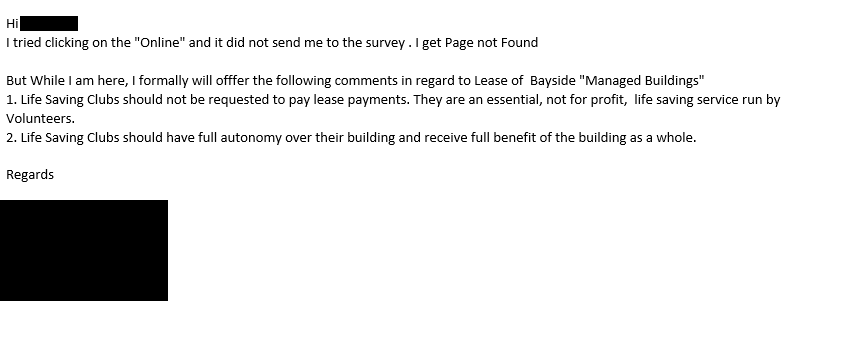 Hi
I tried clicking on the "Online" and it did not send me to the survey . I get Page not Found
But While I am here, I formally will offfer the following comments in regard to Lease of  Bayside "Managed Buildings"
1. Life Saving Clubs should not be requested to pay lease payments. They are an essential, not for profit,  life saving service run by
Volunteers.
2. Life Saving Clubs should have full autonomy over their building and receive full benefit of the building as a whole.
Regards